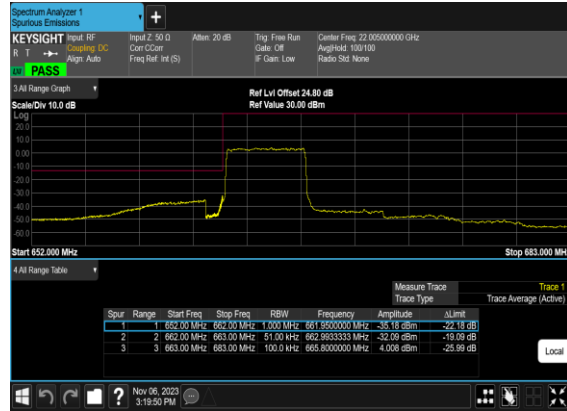 Spectrum Analyzer 1
Spurious Emissions
KEYSIGHT Input: RF Input Z: 50 Ω Atten: 20 dB Trig: Free Run Center Freq: 22.005000000 GHz
R T Coupling: DC Corr CCorr Gate: Off Avg|Hold: 100/100
Align: Auto Freq Ref: Int (S) IF Gain: Low Radio Std: None
PASS
3 All Range Graph
Ref Lvl Offset 24.80 dB
Scale/Div 10.0 dB Ref Value 30.00 dBm
Log
20.0
10.0
0.00
-10.0
-20.0
-30.0
-40.0
-50.0
-60.0
Start 652.000 MHz Stop 683.000 MH
4 All Range Table
Measure Trace Trace 1
Trace Type Trace Average (Active)
Spur Range Start Freq Stop Freq RBW Frequency Amplitude ΔLimit
1 1 652.00 MHz 662.00 MHz 1.000 MHz 661.9500000 MHz -35.18 dBm -22.18 dB
2 2 662.00 MHz 663.00 MHz 51.00 kHz 662.9933333 MHz -32.09 dBm -19.09 dB
3 3 663.00 MHz 683.00 MHz 100.0 kHz 665.8000000 MHz 4.008 dBm -25.99 dB
Local
? Nov 06, 2023
3:19:50 PM